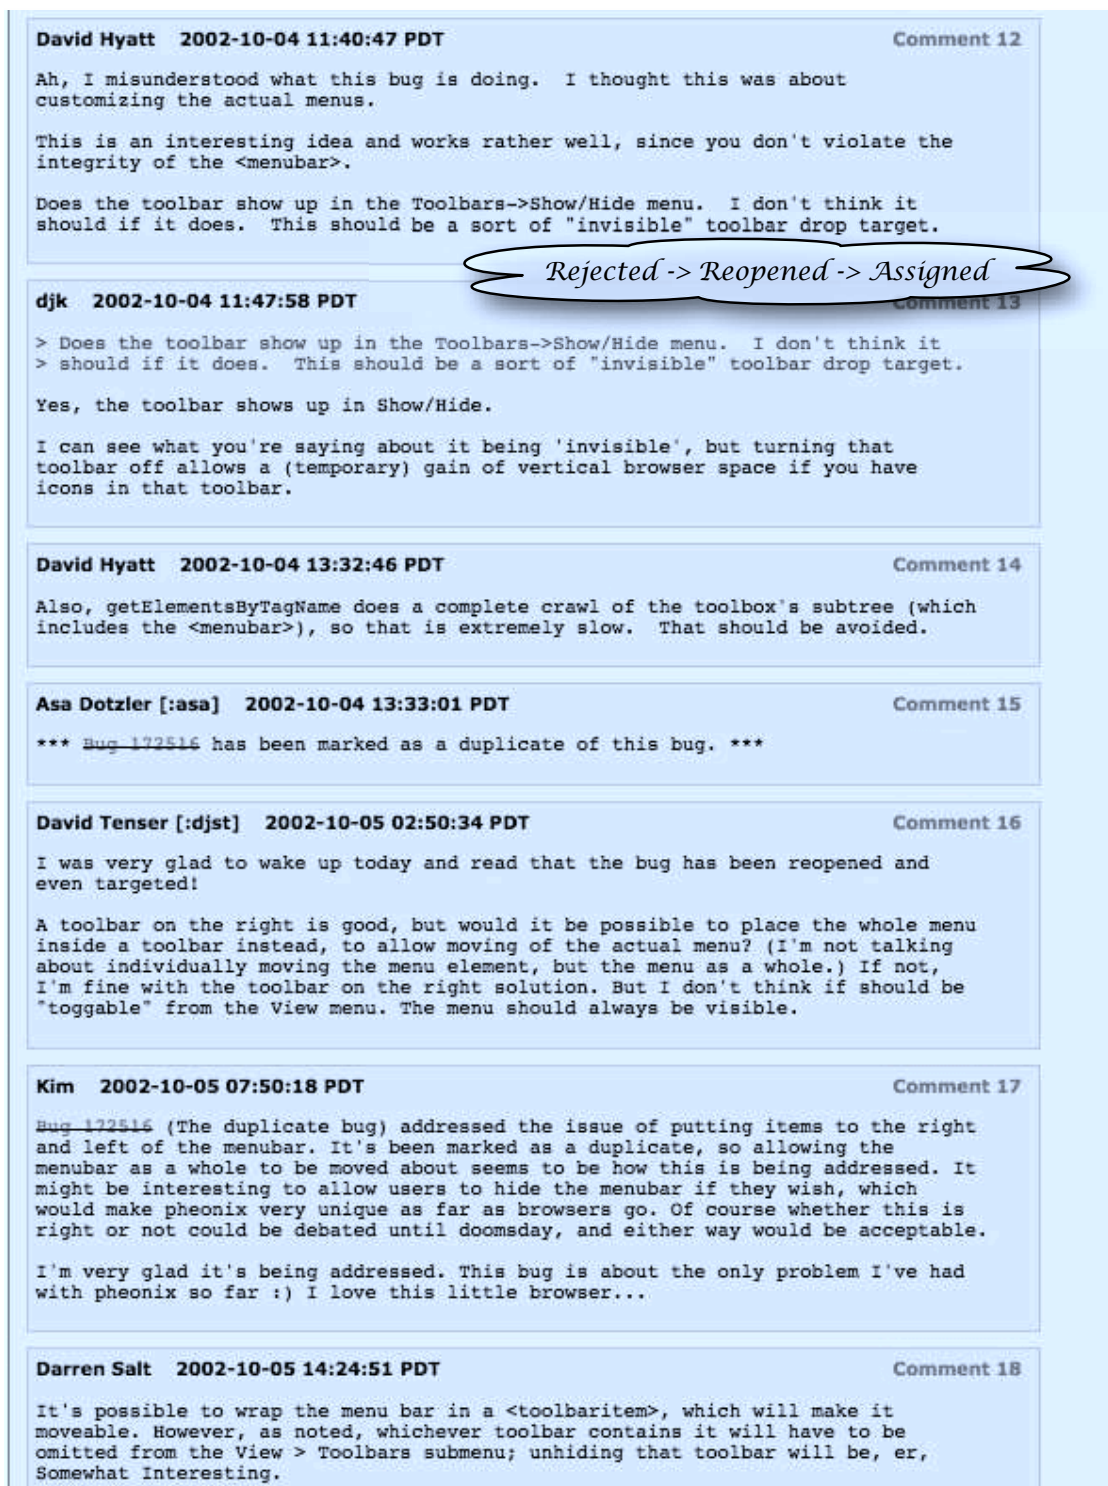 David Hyatt 2002-10-04 11:40:47 PDT Comment 12
Ah, I misunderstood what this bug is doing. I thought this was about
customizing the actual menus.
This is an interesting idea and works rather well, since you don't violate the
integrity of the <menubar>.
Does the toolbar show up in the Toolbars->Show/Hide menu. I don't think it
should if it does. This should be a sort of "invisible" toolbar drop target.
Rejected -> Reopened -> Assigned
djk 2002-10-04 11:47:58 PDT Comment 13
> Does the toolbar show up in the Toolbars->Show/Hide menu. I don't think it
> should if it does. This should be a sort of "invisible" toolbar drop target.
Yes, the toolbar shows up in Show/Hide.
I can see what you're saying about it being 'invisible', but turning that
toolbar off allows a (temporary) gain of vertical browser space if you have
icons in that toolbar.
David Hyatt 2002-10-04 13:32:46 PDT Comment 14
Also, getElementsByTagName does a complete crawl of the toolbox's subtree (which
includes the <menubar>), so that is extremely slow. That should be avoided.
Asa Dotzler [:asa] 2002-10-04 13:33:01 PDT Comment 15
*** Bug 172516 has been marked as a duplicate of this bug. ***
David Tenser [:djst] 2002-10-05 02:50:34 PDT Comment 16
I was very glad to wake up today and read that the bug has been reopened and
even targeted!
A toolbar on the right is good, but would it be possible to place the whole menu
inside a toolbar instead, to allow moving of the actual menu? (I'm not talking
about individually moving the menu element, but the menu as a whole.) If not,
I'm fine with the toolbar on the right solution. But I don't think if should be
"toggable" from the View menu. The menu should always be visible.
Kim 2002-10-05 07:50:18 PDT Comment 17
Bug 172516 (The duplicate bug) addressed the issue of putting items to the right
and left of the menubar. It's been marked as a duplicate, so allowing the
menubar as a whole to be moved about seems to be how this is being addressed. It
might be interesting to allow users to hide the menubar if they wish, which
would make pheonix very unique as far as browsers go. Of course whether this is
right or not could be debated until doomsday, and either way would be acceptable.
I'm very glad it's being addressed. This bug is about the only problem I've had
with pheonix so far :) I love this little browser...
Darren Salt 2002-10-05 14:24:51 PDT Comment 18
It's possible to wrap the menu bar in a <toolbaritem>, which will make it
moveable. However, as noted, whichever toolbar contains it will have to be
omitted from the View > Toolbars submenu; unhiding that toolbar will be, er,
Somewhat Interesting.